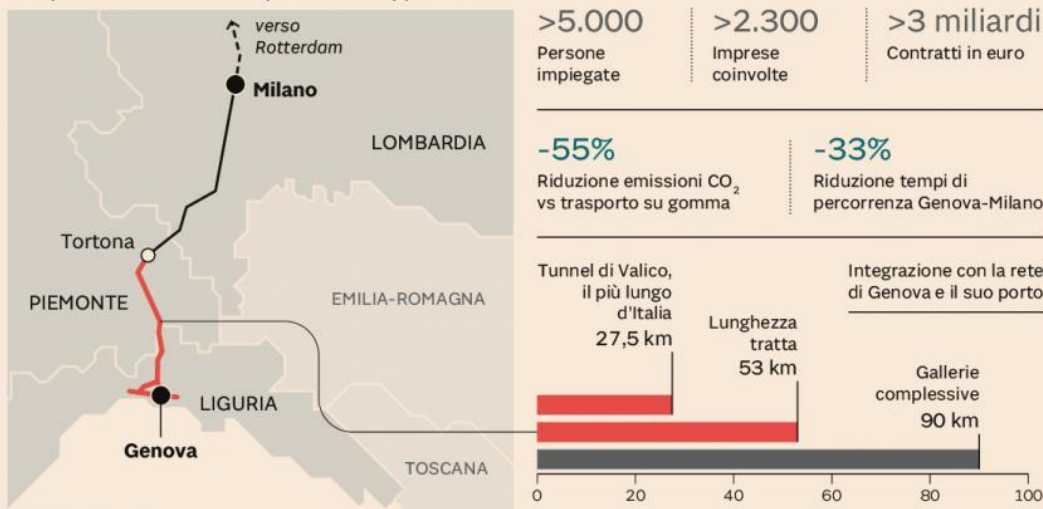 verso
Rotterdam
Milano
LOMBARDIA
Tortona
PIEMONTE
EMILIA-ROMAGNA
LIGURIA
Genova
TOSCANA
>5.000
Persone
impiegate
>2.300
Imprese
coinvolte
>3 miliardi
Contratti in euro
-55%
Riduzione emissioni CO₂
vs trasporto su gomma
-33%
Riduzione tempi di
percorrenza Genova-Milano
Tunnel di Valico,
il più lungo
d'Italia
27,5 km
Lunghezza
tratta
53 km
Integrazione con la rete
di Genova e il suo porto
Gallerie
complessive
90 km
0 20 40 60 80 100